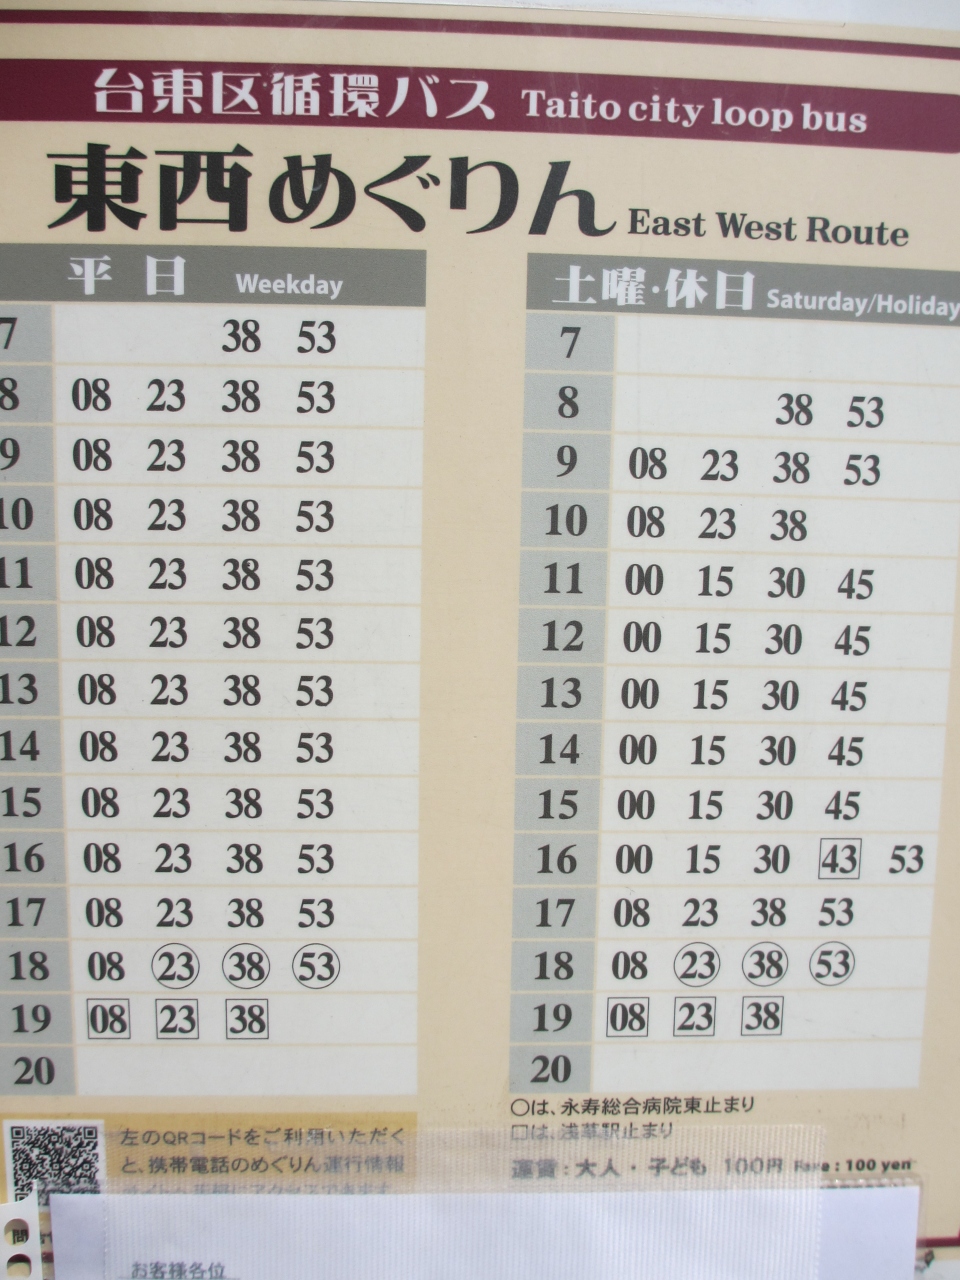 台東区循環バス Taito city loop bus
東西めぐりん East West Route
平日 Weekday
7 38 53
8 08 23 38 53
9 08 23 38 53
10 08 23 38 53
11 08 23 38 53
12 08 23 38 53
13 08 23 38 53
14 08 23 38 53
15 08 23 38 53
16 08 23 38 53
17 08 23 38 53
18 08 23 38 53
19 08 23 38
20
土曜・休日 Saturday/Holiday
7
8 38 53
9 08 23 38 53
10 08 23 38
11 00 15 30 45
12 00 15 30 45
13 00 15 30 45
14 00 15 30 45
15 00 15 30 45
16 00 15 30 43 53
17 08 23 38 53
18 08 23 38 53
19 08 23 38
20
○は、永寿総合病院東止まり
□は、浅草駅止まり
運賃：大人・子ども 100円 Fare : 100 yen
左のQRコードをご利用いただく
と、携帯電話のめぐりん運行情報
お客様各位